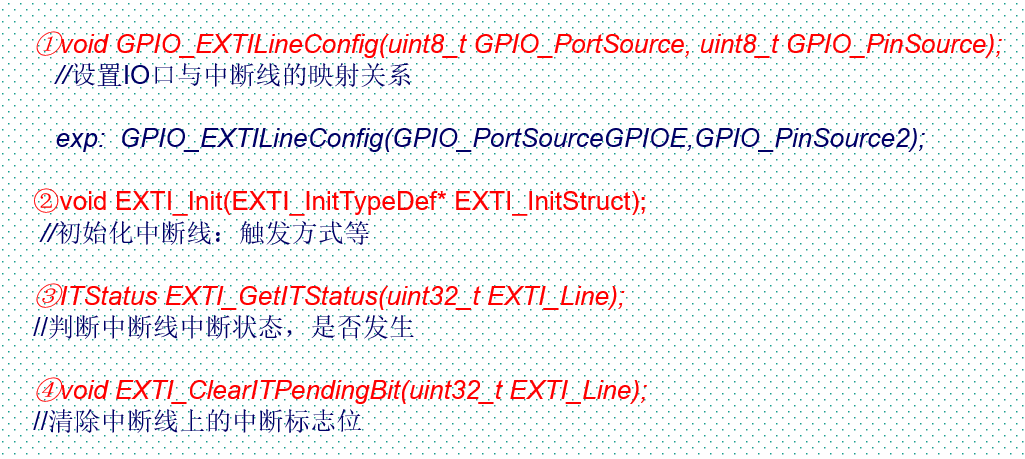 ①void GPIO_EXTILineConfig(uint8_t GPIO_PortSource, uint8_t GPIO_PinSource);
//设置IO口与中断线的映射关系
exp:  GPIO_EXTILineConfig(GPIO_PortSourceGPIOE,GPIO_PinSource2);
②void EXTI_Init(EXTI_InitTypeDef* EXTI_InitStruct);
//初始化中断线：触发方式等
③ITStatus EXTI_GetITStatus(uint32_t EXTI_Line);
//判断中断线中断状态，是否发生
④void EXTI_ClearITPendingBit(uint32_t EXTI_Line);
//清除中断线上的中断标志位